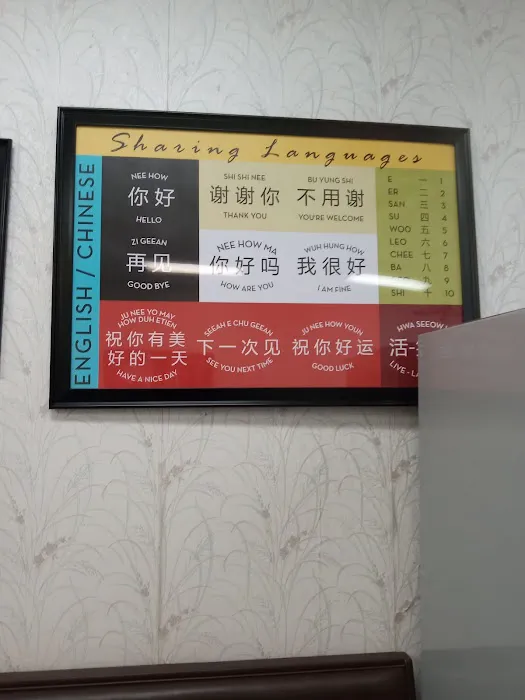 Sharing Languages
ENGLISH / CHINESE
NEE HOW
你好
HELLO
SHI SHI NEE
谢谢你
THANK YOU
BU YUNG SHI
不用谢
YOU'RE WELCOME
ZI GEEAN
再见
GOOD BYE
NEE HOW MA
你好吗
HOW ARE YOU
WUH HUNG HOW
我很好
I AM FINE
E 一 1
ER 二 2
SAN 三 3
SU 四 4
WOO 五 5
LEO 六 6
CHEE 七 7
BA 八 8
九 9
SHI 十 10
JU NEE YO MAY
HOW DUH ETIEN
祝你有美
好的一天
HAVE A NICE DAY
SEEAH E CHU GEEAN
下一次见
SEE YOU NEXT TIME
JU NEE HOW YOUN
祝你好运
GOOD LUCK
HWA SEEOW
活-
LIVE - LA